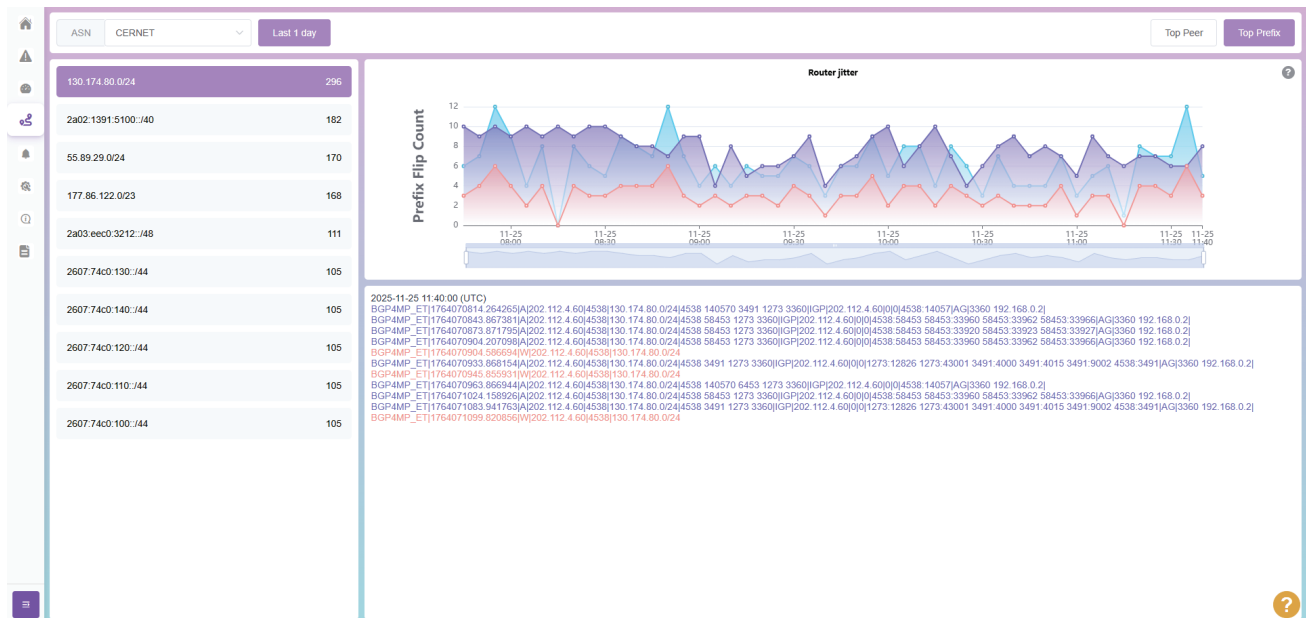 ASN CERNET Last 1 day Top Peer Top Prefix
130.174.80.0/24 296
2a02:1391:5100::/40 182
55.89.29.0/24 170
177.86.122.0/23 168
2a03:eec0:3212::/48 111
2607:74c0:130::/44 105
2607:74c0:140::/44 105
2607:74c0:120::/44 105
2607:74c0:110::/44 105
2607:74c0:100::/44 105
Router jitter
?
Prefix Flip Count
12
10
8
6
4
2
0
11-25 08:00
11-25 08:30
11-25 09:00
11-25 09:30
11-25 10:00
11-25 10:30
11-25 11:00
11-25 11:30
11-25 11:40
2025-11-25 11:40:00 (UTC)
BGP4MP_ET|1764070814.264265|A|202.112.4.60|4538|130.174.80.0/24|4538 140570 3491 1273 3360|IGP|202.112.4.60|0|0|4538:14057|AG|3360 192.168.0.2|
BGP4MP_ET|1764070843.867381|A|202.112.4.60|4538|130.174.80.0/24|4538 58453 1273 3360|IGP|202.112.4.60|0|0|4538:58453 58453:33960 58453:33962 58453:33966|AG|3360 192.168.0.2|
BGP4MP_ET|1764070873.871795|A|202.112.4.60|4538|130.174.80.0/24|4538 58453 1273 3360|IGP|202.112.4.60|0|0|4538:58453 58453:33920 58453:33923 58453:33927|AG|3360 192.168.0.2|
BGP4MP_ET|1764070904.207098|A|202.112.4.60|4538|130.174.80.0/24|4538 58453 1273 3360|IGP|202.112.4.60|0|0|4538:58453 58453:33960 58453:33962 58453:33966|AG|3360 192.168.0.2|
BGP4MP_ET|1764070904.586694|W|202.112.4.60|4538|130.174.80.0/24
BGP4MP_ET|1764070933.868154|A|202.112.4.60|4538|130.174.80.0/24|4538 3491 1273 3360|IGP|202.112.4.60|0|0|1273:12826 1273:43001 3491:4000 3491:4015 3491:9002 4538:3491|AG|3360 192.168.0.2|
BGP4MP_ET|1764070945.855931|W|202.112.4.60|4538|130.174.80.0/24
BGP4MP_ET|1764070963.866944|A|202.112.4.60|4538|130.174.80.0/24|4538 140570 6453 1273 3360|IGP|202.112.4.60|0|0|4538:14057|AG|3360 192.168.0.2|
BGP4MP_ET|1764071024.158926|A|202.112.4.60|4538|130.174.80.0/24|4538 58453 1273 3360|IGP|202.112.4.60|0|0|4538:58453 58453:33960 58453:33962 58453:33966|AG|3360 192.168.0.2|
BGP4MP_ET|1764071083.941763|A|202.112.4.60|4538|130.174.80.0/24|4538 3491 1273 3360|IGP|202.112.4.60|0|0|1273:12826 1273:43001 3491:4000 3491:4015 3491:9002 4538:3491|AG|3360 192.168.0.2|
BGP4MP_ET|1764071099.820856|W|202.112.4.60|4538|130.174.80.0/24
?